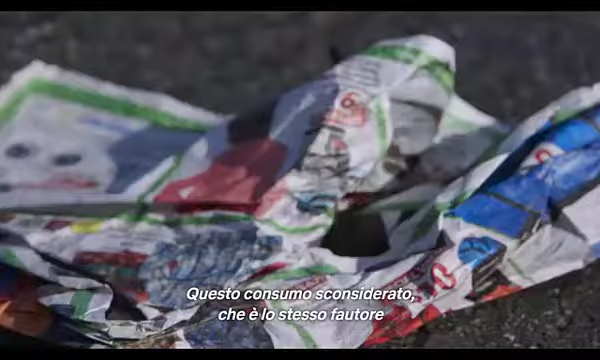 Questo consumo sconsiderato,
che è lo stesso fautore